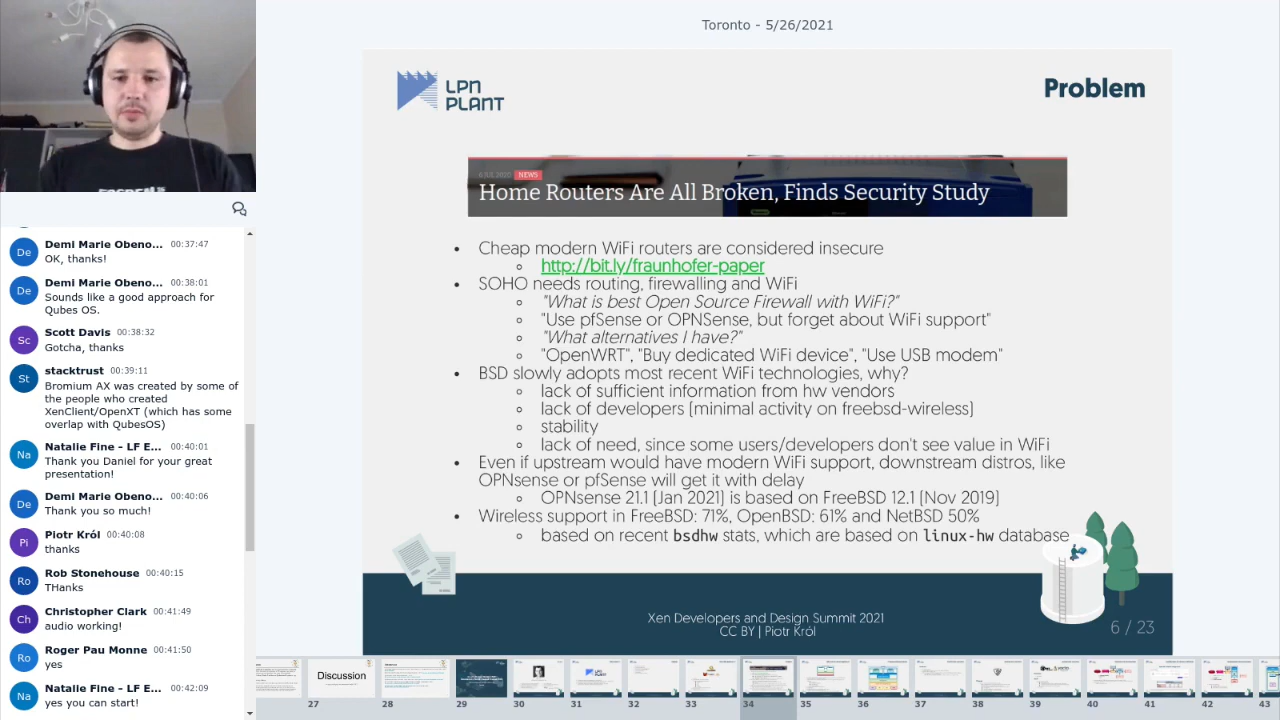 Toronto - 5/26/2021
LPN
PLANT
Problem
6 JUL 2020 NEWS
Home Routers Are All Broken, Finds Security Study
• Cheap modern WiFi routers are considered insecure
◦ http://bit.ly/fraunhofer-paper
• SOHO needs routing, firewalling and WiFi
◦ "What is best Open Source Firewall with WiFi?"
◦ "Use pfSense or OPNSense, but forget about WiFi support"
◦ "What alternatives I have?"
◦ "OpenWRT", "Buy dedicated WiFi device", "Use USB modem"
• BSD slowly adopts most recent WiFi technologies, why?
◦ lack of sufficient information from hw vendors
◦ lack of developers (minimal activity on freebsd-wireless)
◦ stability
◦ lack of need, since some users/developers don't see value in WiFi
• Even if upstream would have modern WiFi support, downstream distros, like
OPNsense or pfSense will get it with delay
◦ OPNsense 21.1 (Jan 2021) is based on FreeBSD 12.1 (Nov 2019)
• Wireless support in FreeBSD: 71%, OpenBSD: 61% and NetBSD 50%
◦ based on recent bsdhw stats, which are based on linux-hw database
Xen Developers and Design Summit 2021
CC BY | Piotr Król
6 / 23
De Demi Marie Obeno... 00:37:47
OK, thanks!
De Demi Marie Obeno... 00:38:01
Sounds like a good approach for
Qubes OS.
Sc Scott Davis 00:38:32
Gotcha, thanks
St stacktrust 00:39:11
Bromium AX was created by some of
the people who created
XenClient/OpenXT (which has some
overlap with QubesOS)
Na Natalie Fine - LF E... 00:40:01
Thank you Daniel for your great
presentation!
De Demi Marie Obeno... 00:40:06
Thank you so much!
Pi Piotr Król 00:40:08
thanks
Ro Rob Stonehouse 00:40:15
THanks
Ch Christopher Clark 00:41:49
audio working!
Ro Roger Pau Monne 00:41:50
yes
Na Natalie Fine - LF E... 00:42:09
yes you can start!
Discussion
27 28 29 30 31 32 33 34 35 36 37 38 39 40 41 42 43